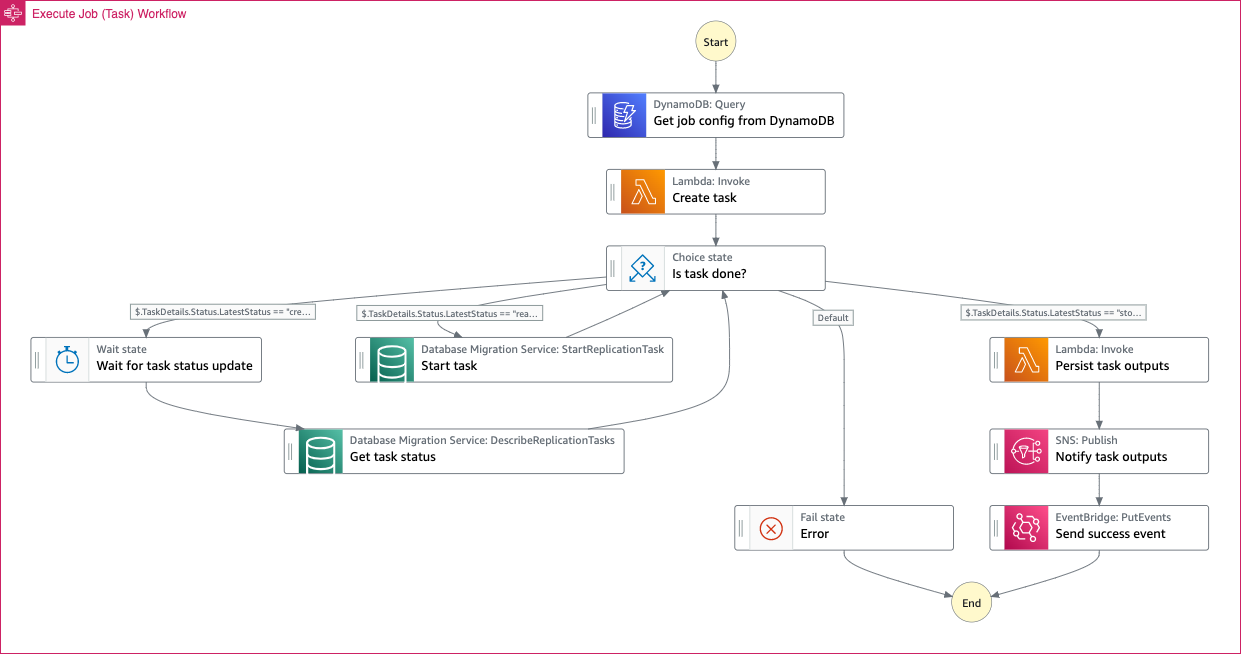 Execute Job (Task) Workflow
Start
DynamoDB: Query
Get job config from DynamoDB
Lambda: Invoke
Create task
Choice state
Is task done?
$.TaskDetails.Status.LatestStatus == "cre...
$.TaskDetails.Status.LatestStatus == "rea...
Default
$.TaskDetails.Status.LatestStatus == "sto...
Wait state
Wait for task status update
Database Migration Service: StartReplicationTask
Start task
Lambda: Invoke
Persist task outputs
Database Migration Service: DescribeReplicationTasks
Get task status
SNS: Publish
Notify task outputs
Fail state
Error
EventBridge: PutEvents
Send success event
End